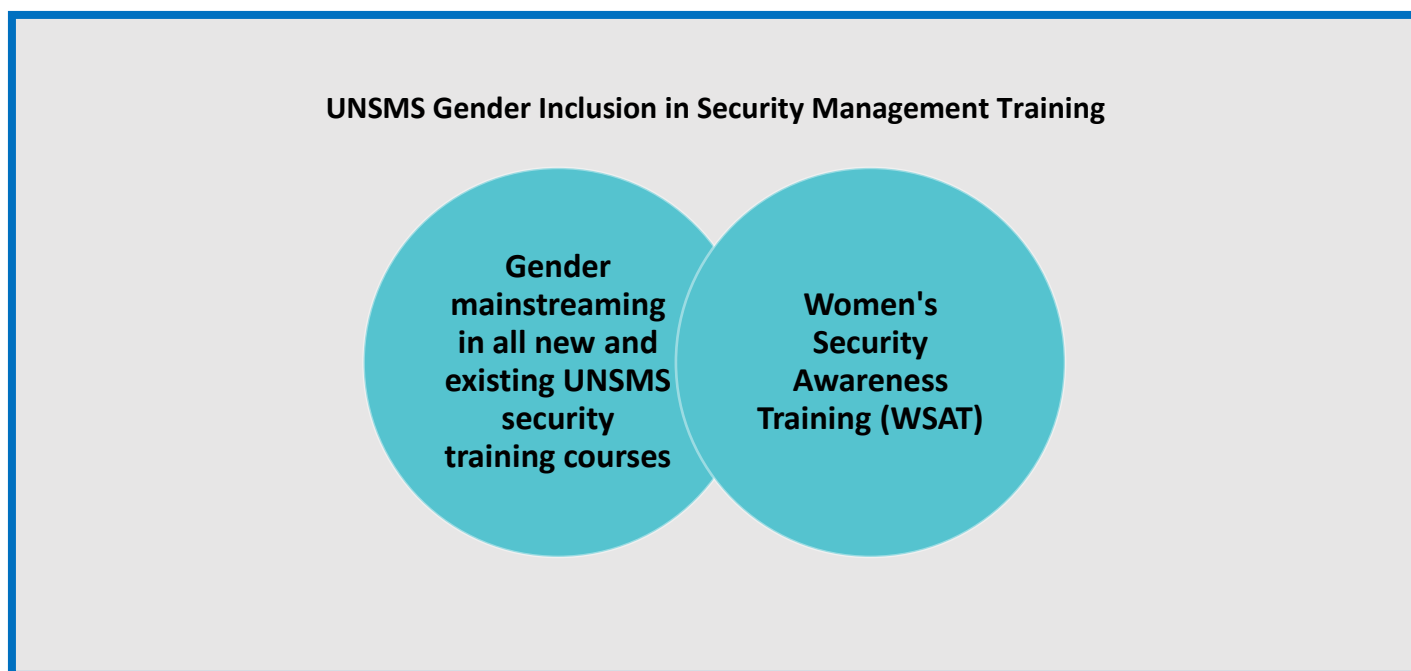 UNSMS Gender Inclusion in Security Management Training
Gender
mainstreaming
in all new and
existing UNSMS
security
training courses
Women's
Security
Awareness
Training (WSAT)